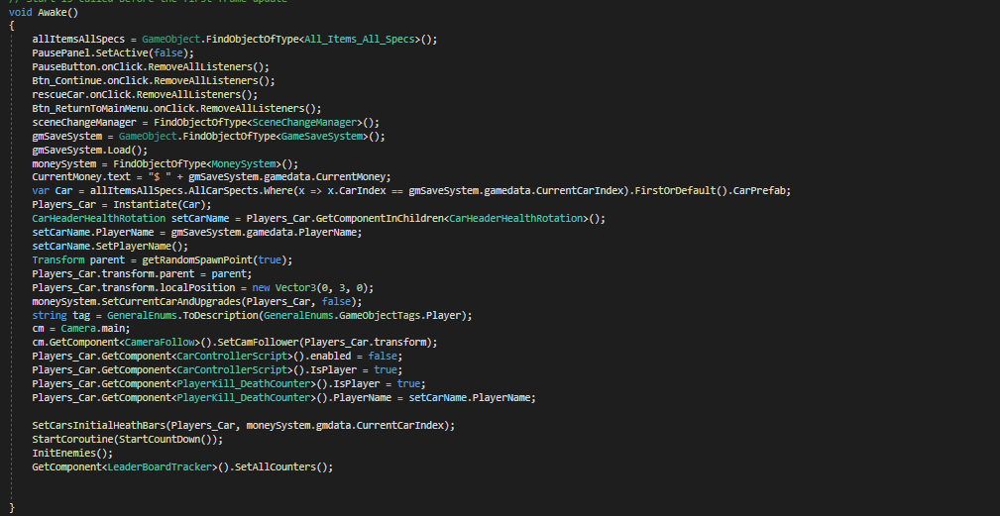 // Start is called before the first frame update
void Awake()
{
allItemsAllSpecs = GameObject.FindObjectOfType<All_Items_All_Specs>();
PausePanel.SetActive(false);
PauseButton.onClick.RemoveAllListeners();
Btn_Continue.onClick.RemoveAllListeners();
rescueCar.onClick.RemoveAllListeners();
Btn_ReturnToMainMenu.onClick.RemoveAllListeners();
sceneChangeManager = FindObjectOfType<SceneChangeManager>();
gmSaveSystem = GameObject.FindObjectOfType<GameSaveSystem>();
gmSaveSystem.Load();
moneySystem = FindObjectOfType<MoneySystem>();
CurrentMoney.text = "$ " + gmSaveSystem.gamedata.CurrentMoney;
var Car = allItemsAllSpecs.AllCarSpects.Where(x => x.CarIndex == gmSaveSystem.gamedata.CurrentCarIndex).FirstOrDefault().CarPrefab;
Players_Car = Instantiate(Car);
CarHeaderHealthRotation setCarName = Players_Car.GetComponentInChildren<CarHeaderHealthRotation>();
setCarName.PlayerName = gmSaveSystem.gamedata.PlayerName;
setCarName.SetPlayerName();
Transform parent = getRandomSpawnPoint(true);
Players_Car.transform.parent = parent;
Players_Car.transform.localPosition = new Vector3(0, 3, 0);
moneySystem.SetCurrentCarAndUpgrades(Players_Car, false);
string tag = GeneralEnums.ToDescription(GeneralEnums.GameObjectTags.Player);
cm = Camera.main;
cm.GetComponent<CameraFollow>().SetCamFollower(Players_Car.transform);
Players_Car.GetComponent<CarControllerScript>().enabled = false;
Players_Car.GetComponent<CarControllerScript>().IsPlayer = true;
Players_Car.GetComponent<PlayerKill_DeathCounter>().IsPlayer = true;
Players_Car.GetComponent<PlayerKill_DeathCounter>().PlayerName = setCarName.PlayerName;
SetCarsInitialHeathBars(Players_Car, moneySystem.gmdata.CurrentCarIndex);
StartCoroutine(StartCountDown());
InitEnemies();
GetComponent<LeaderBoardTracker>().SetAllCounters();
}